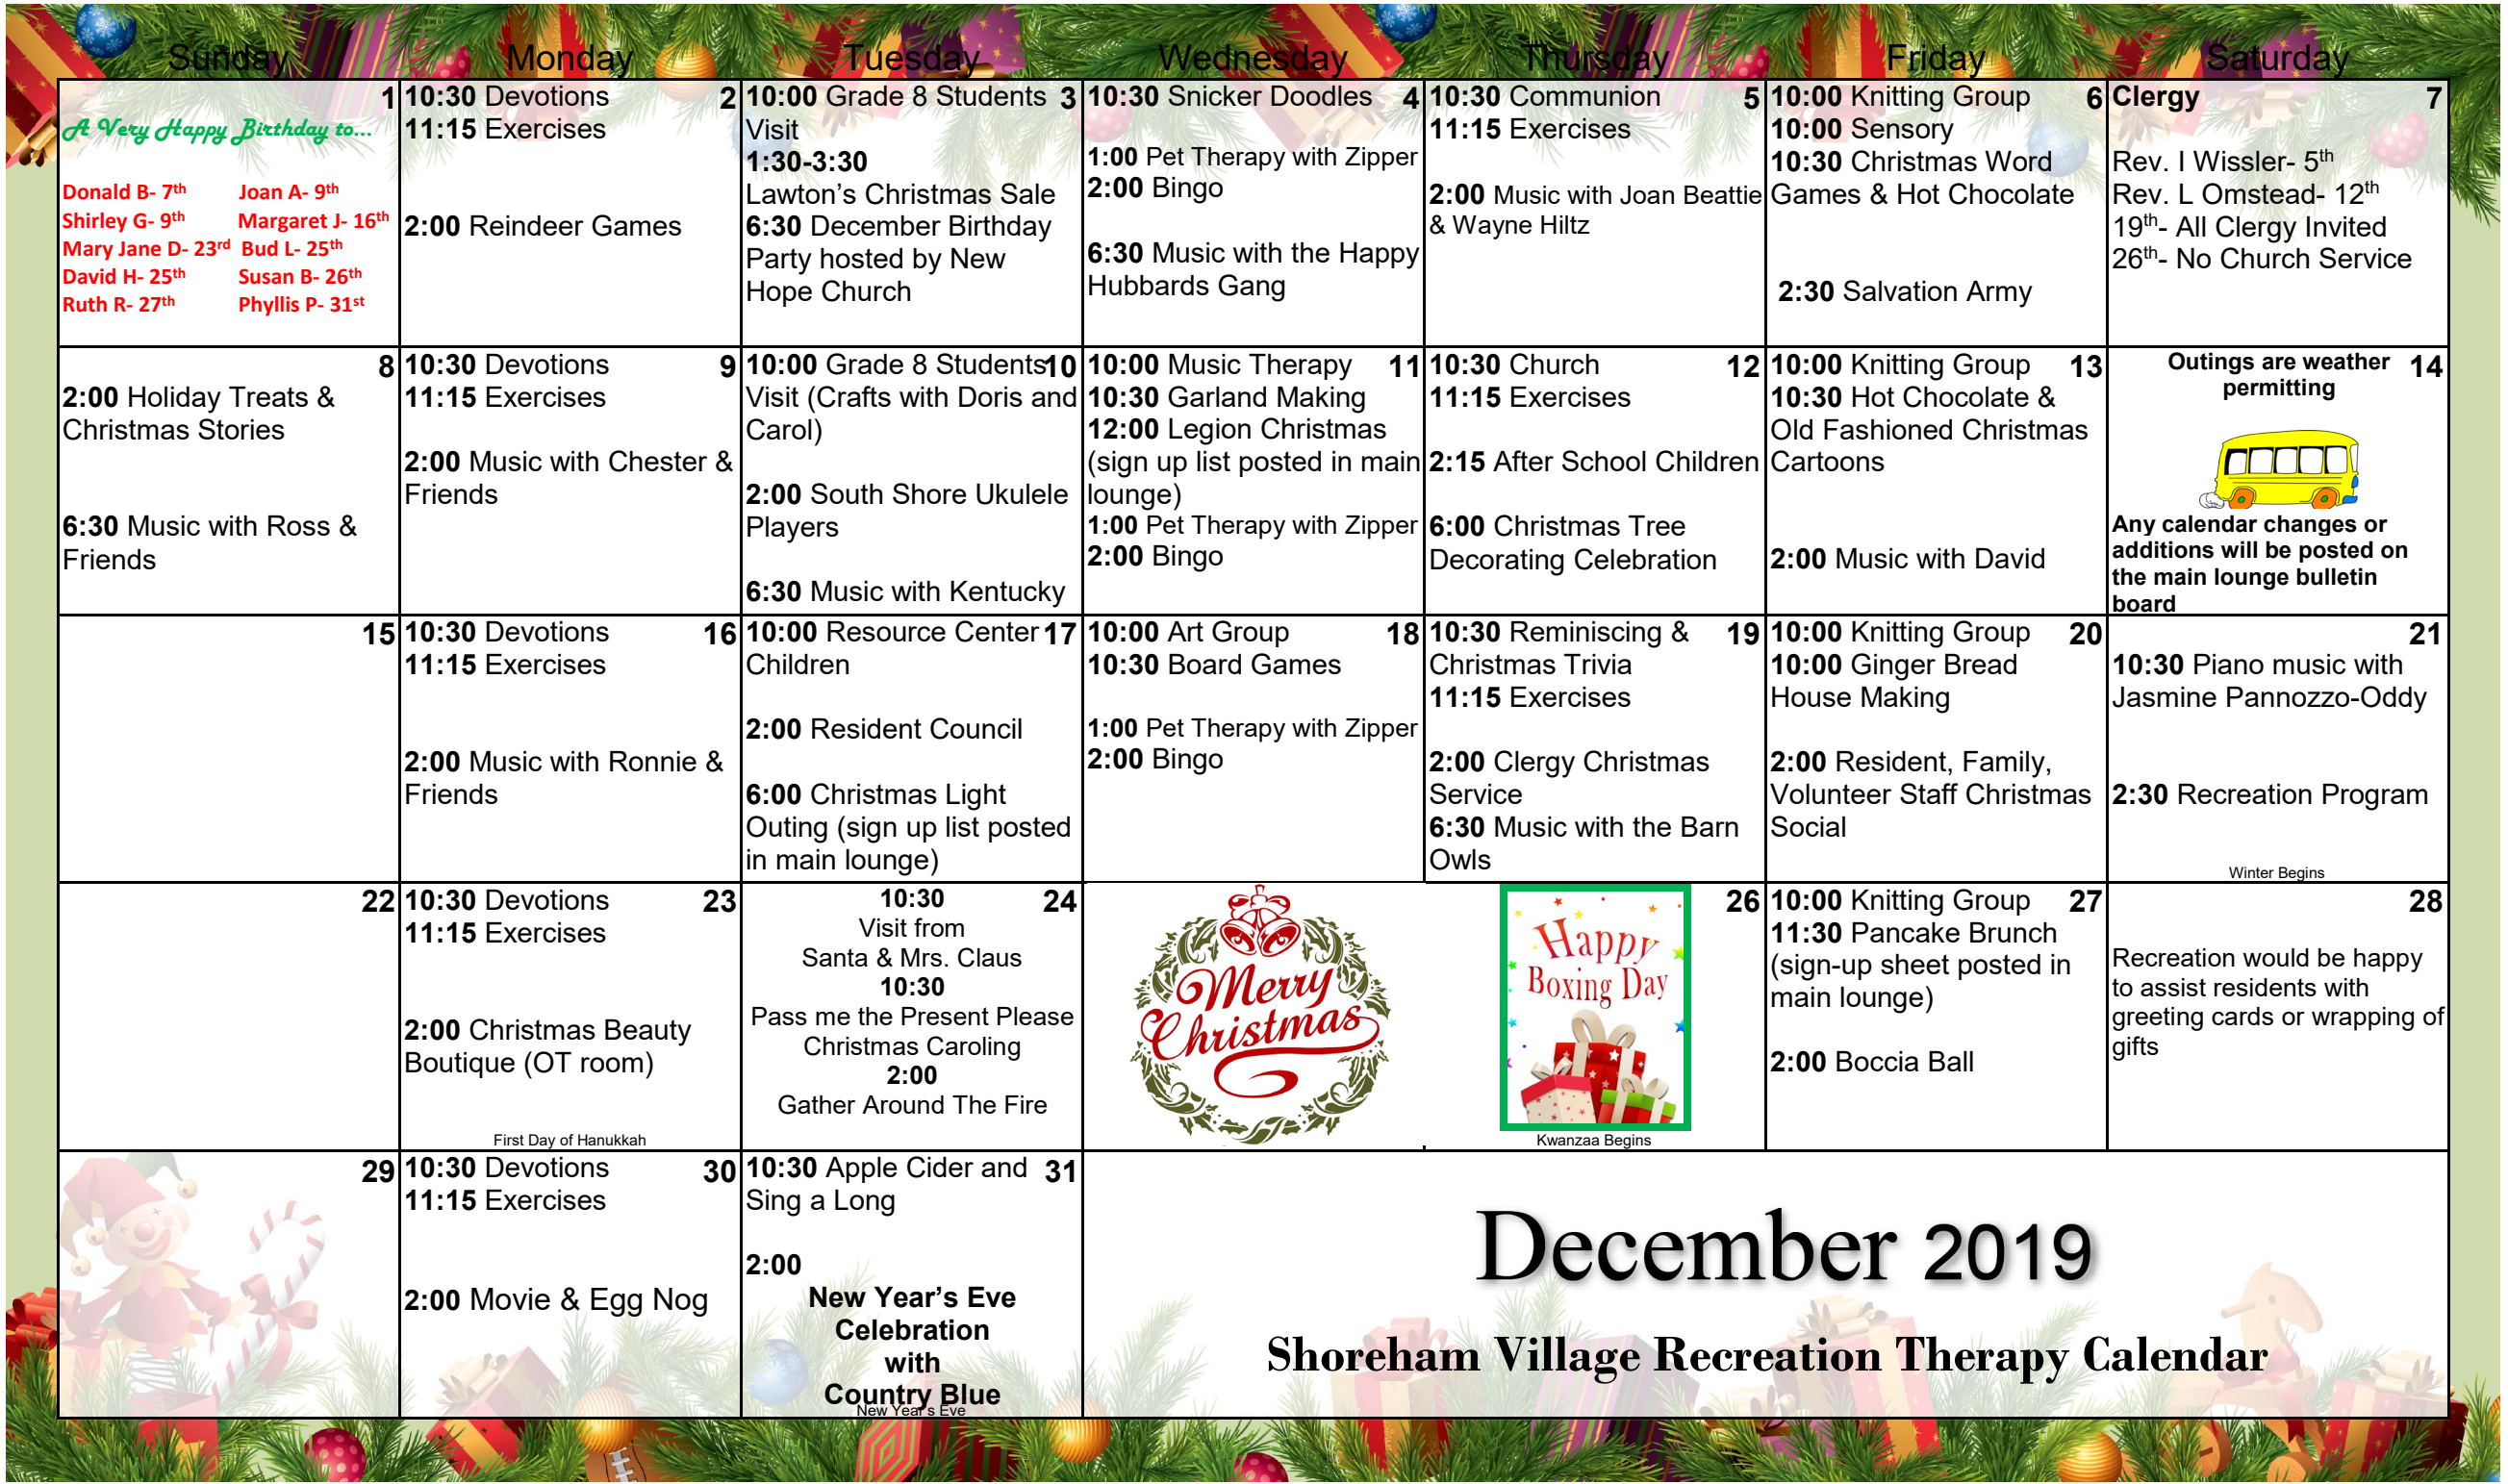 Sunday Monday Tuesday Wednesday Thursday Friday Saturday
1
A Very Happy Birthday to...
Donald B- 7th Joan A- 9th
Shirley G- 9th Margaret J- 16th
Mary Jane D- 23rd Bud L- 25th
David H- 25th Susan B- 26th
Ruth R- 27th Phyllis P- 31st
10:30 Devotions 2
11:15 Exercises
2:00 Reindeer Games
10:00 Grade 8 Students 3
Visit
1:30-3:30
Lawton’s Christmas Sale
6:30 December Birthday
Party hosted by New
Hope Church
10:30 Snicker Doodles 4
1:00 Pet Therapy with Zipper
2:00 Bingo
6:30 Music with the Happy
Hubbards Gang
10:30 Communion 5
11:15 Exercises
2:00 Music with Joan Beattie
& Wayne Hiltz
10:00 Knitting Group 6
10:00 Sensory
10:30 Christmas Word
Games & Hot Chocolate
2:30 Salvation Army
Clergy 7
Rev. I Wissler- 5th
Rev. L Omstead- 12th
19th- All Clergy Invited
26th- No Church Service
8
2:00 Holiday Treats &
Christmas Stories
6:30 Music with Ross &
Friends
10:30 Devotions 9
11:15 Exercises
2:00 Music with Chester &
Friends
10:00 Grade 8 Students 10
Visit (Crafts with Doris and
Carol)
2:00 South Shore Ukulele
Players
6:30 Music with Kentucky
10:00 Music Therapy 11
10:30 Garland Making
12:00 Legion Christmas
(sign up list posted in main
lounge)
1:00 Pet Therapy with Zipper
2:00 Bingo
10:30 Church 12
11:15 Exercises
2:15 After School Children
6:00 Christmas Tree
Decorating Celebration
10:00 Knitting Group 13
10:30 Hot Chocolate &
Old Fashioned Christmas
Cartoons
2:00 Music with David
Outings are weather 14
permitting
Any calendar changes or
additions will be posted on
the main lounge bulletin
board
15
10:30 Devotions 16
11:15 Exercises
2:00 Music with Ronnie &
Friends
10:00 Resource Center 17
Children
2:00 Resident Council
6:00 Christmas Light
Outing (sign up list posted
in main lounge)
10:00 Art Group 18
10:30 Board Games
1:00 Pet Therapy with Zipper
2:00 Bingo
10:30 Reminiscing & 19
Christmas Trivia
11:15 Exercises
2:00 Clergy Christmas
Service
6:30 Music with the Barn
Owls
10:00 Knitting Group 20
10:00 Ginger Bread
House Making
2:00 Resident, Family,
Volunteer Staff Christmas
Social
21
10:30 Piano music with
Jasmine Pannozzo-Oddy
2:30 Recreation Program
Winter Begins
22
10:30 Devotions 23
11:15 Exercises
2:00 Christmas Beauty
Boutique (OT room)
First Day of Hanukkah
10:30 24
Visit from
Santa & Mrs. Claus
10:30
Pass me the Present Please
Christmas Caroling
2:00
Gather Around The Fire
Merry
Christmas
26
Happy
Boxing Day
Kwanzaa Begins
10:00 Knitting Group 27
11:30 Pancake Brunch
(sign-up sheet posted in
main lounge)
2:00 Boccia Ball
28
Recreation would be happy
to assist residents with
greeting cards or wrapping of
gifts
29
10:30 Devotions 30
11:15 Exercises
2:00 Movie & Egg Nog
10:30 Apple Cider and 31
Sing a Long
2:00
New Year’s Eve
Celebration
with
Country Blue
New Year's Eve
December 2019
Shoreham Village Recreation Therapy Calendar